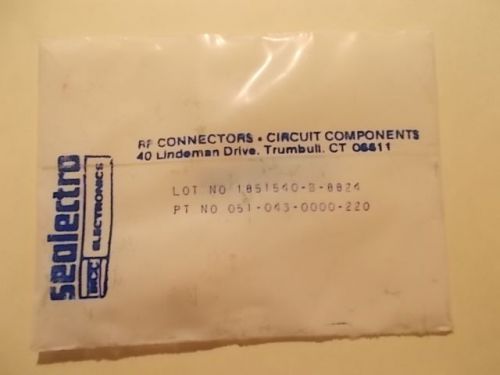 RF CONNECTORS • CIRCUIT COMPONENTS
40 Lindeman Drive, Trumbull, CT 06611
LOT NO 1851540-B-8824
PT NO 051-043-0000-220
sealectro
BICC ELECTRONICS